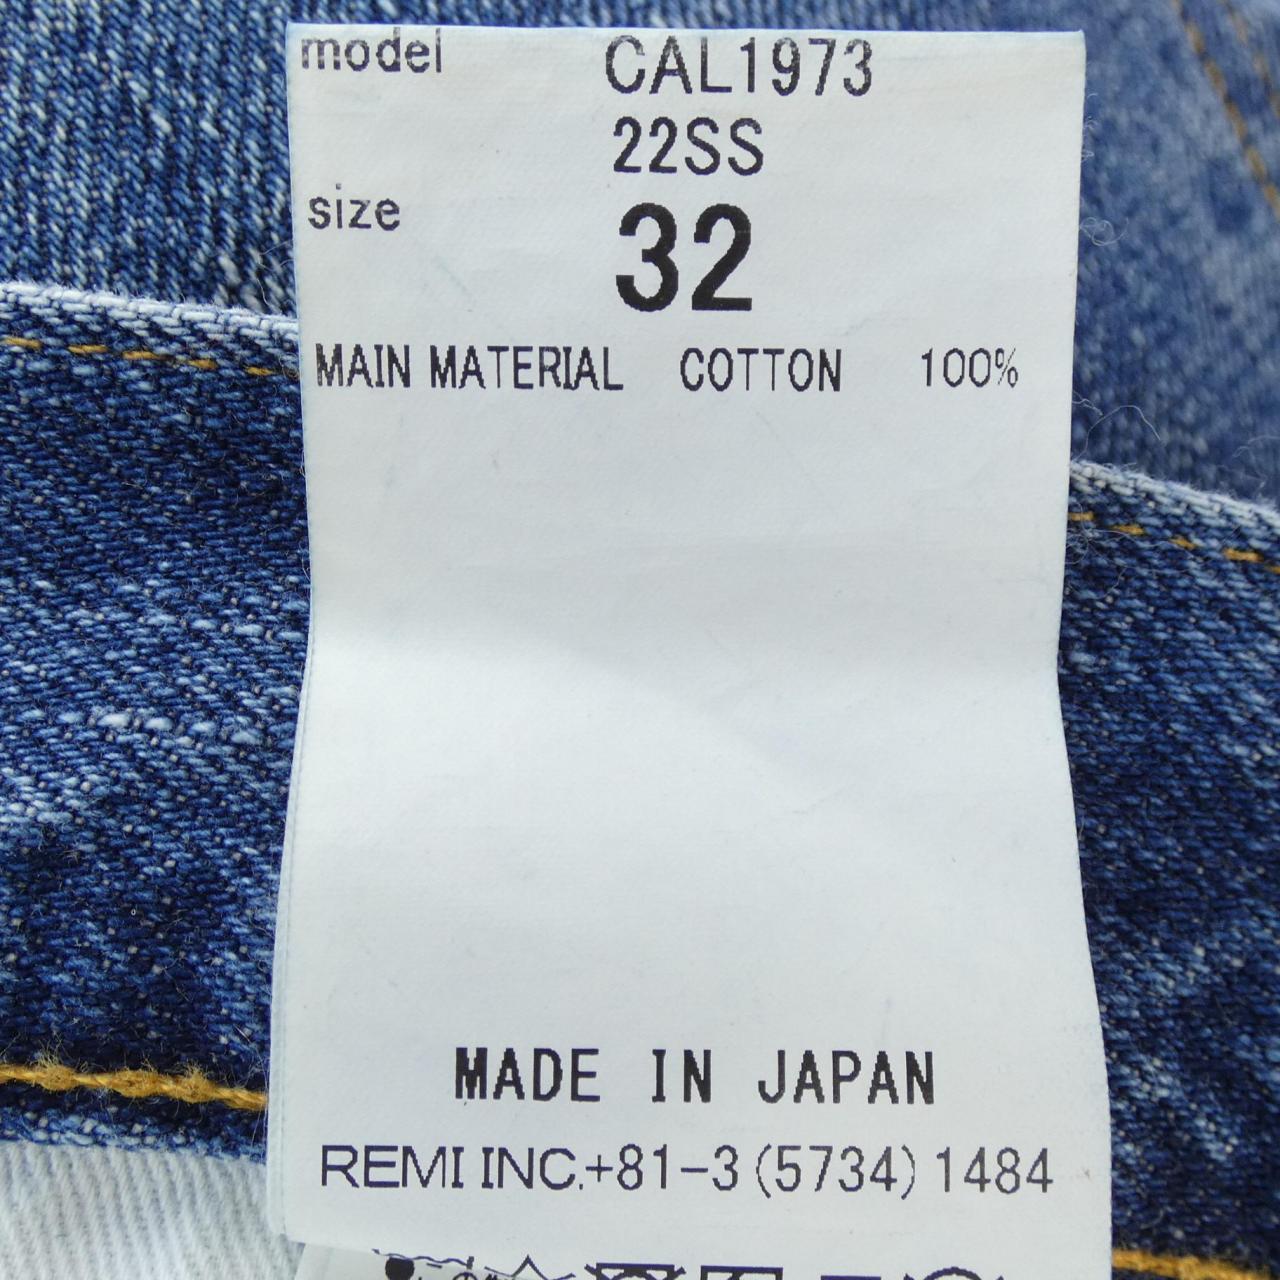 model CAL1973
22SS
size 32
MAIN MATERIAL COTTON 100%
MADE IN JAPAN
REMI INC.+81-3(5734)1484